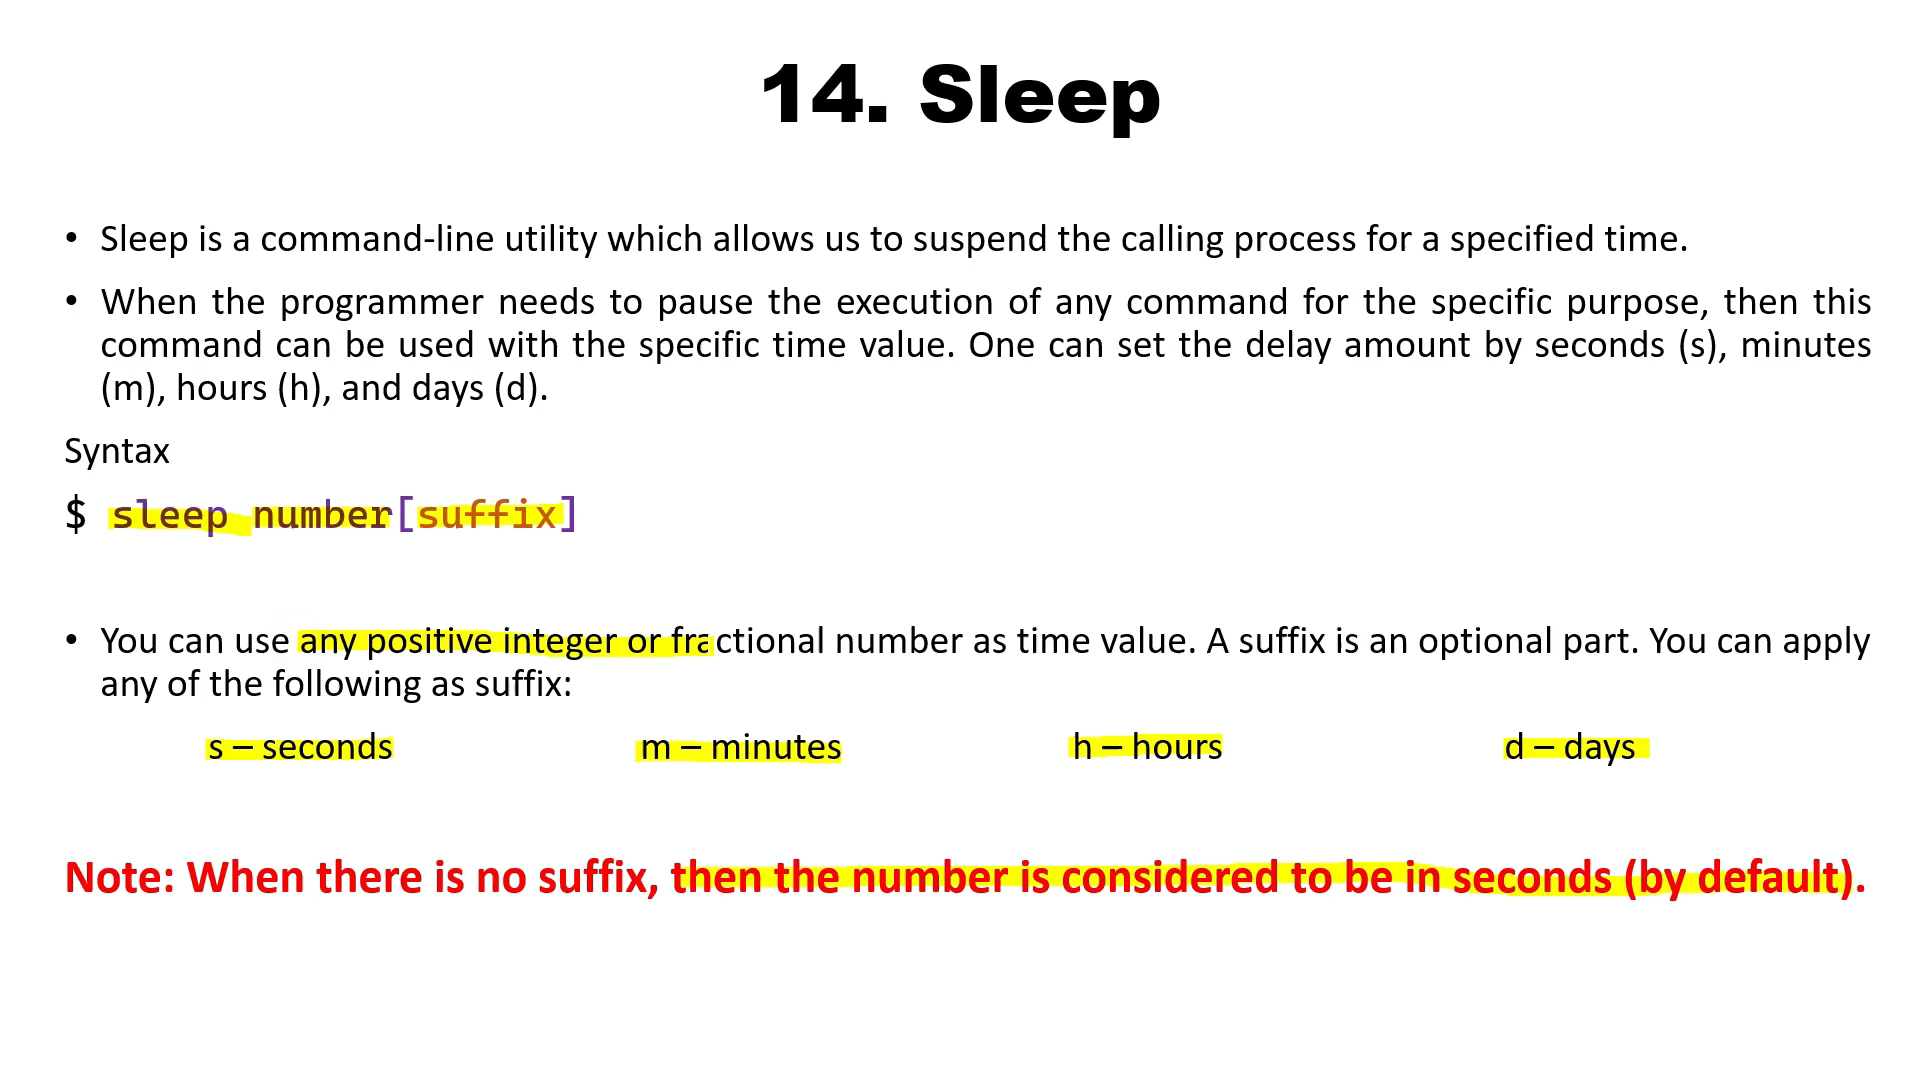 14. Sleep
• Sleep is a command-line utility which allows us to suspend the calling process for a specified time.
• When the programmer needs to pause the execution of any command for the specific purpose, then this
command can be used with the specific time value. One can set the delay amount by seconds (s), minutes
(m), hours (h), and days (d).
Syntax
$ sleep number[suffix]
• You can use any positive integer or fractional number as time value. A suffix is an optional part. You can apply
any of the following as suffix:
s – seconds m – minutes h – hours d – days
Note: When there is no suffix, then the number is considered to be in seconds (by default).